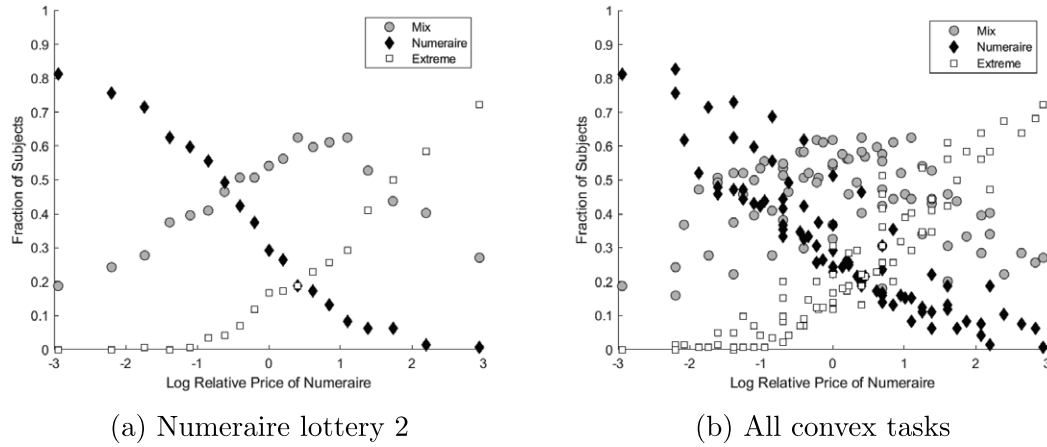 1
0.9
0.8
0.7
0.6
0.5
0.4
0.3
0.2
0.1
0
Fraction of Subjects
Mix
Numeraire
Extreme
-3 -2 -1 0 1 2 3
Log Relative Price of Numeraire
(a) Numeraire lottery 2
1
0.9
0.8
0.7
0.6
0.5
0.4
0.3
0.2
0.1
0
Fraction of Subjects
Mix
Numeraire
Extreme
-3 -2 -1 0 1 2 3
Log Relative Price of Numeraire
(b) All convex tasks